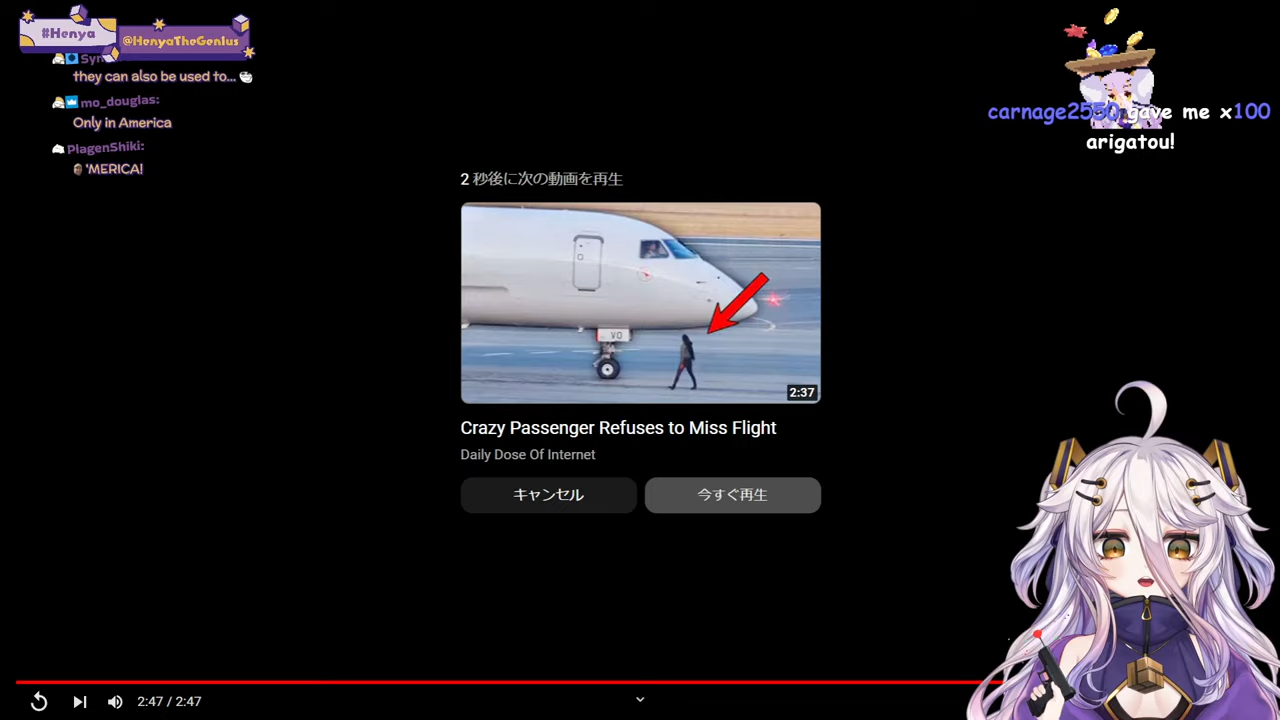 #Henya
@HenyaTheGenius
Syn
they can also be used to...
mo_douglas:
Only in America
PlagenShiki:
'MERICA!
carnage2550 gave me x100
arigatou!
2 秒後に次の動画を再生
VO
2:37
Crazy Passenger Refuses to Miss Flight
Daily Dose Of Internet
キャンセル
今すぐ再生
2:47 / 2:47